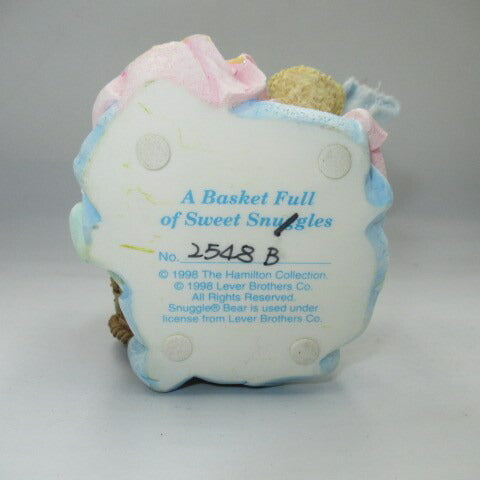 A Basket Full
of Sweet Snuggles
No. 2548 B
© 1998 The Hamilton Collection.
© 1998 Lever Brothers Co.
All Rights Reserved.
Snuggle® Bear is used under
license from Lever Brothers Co.